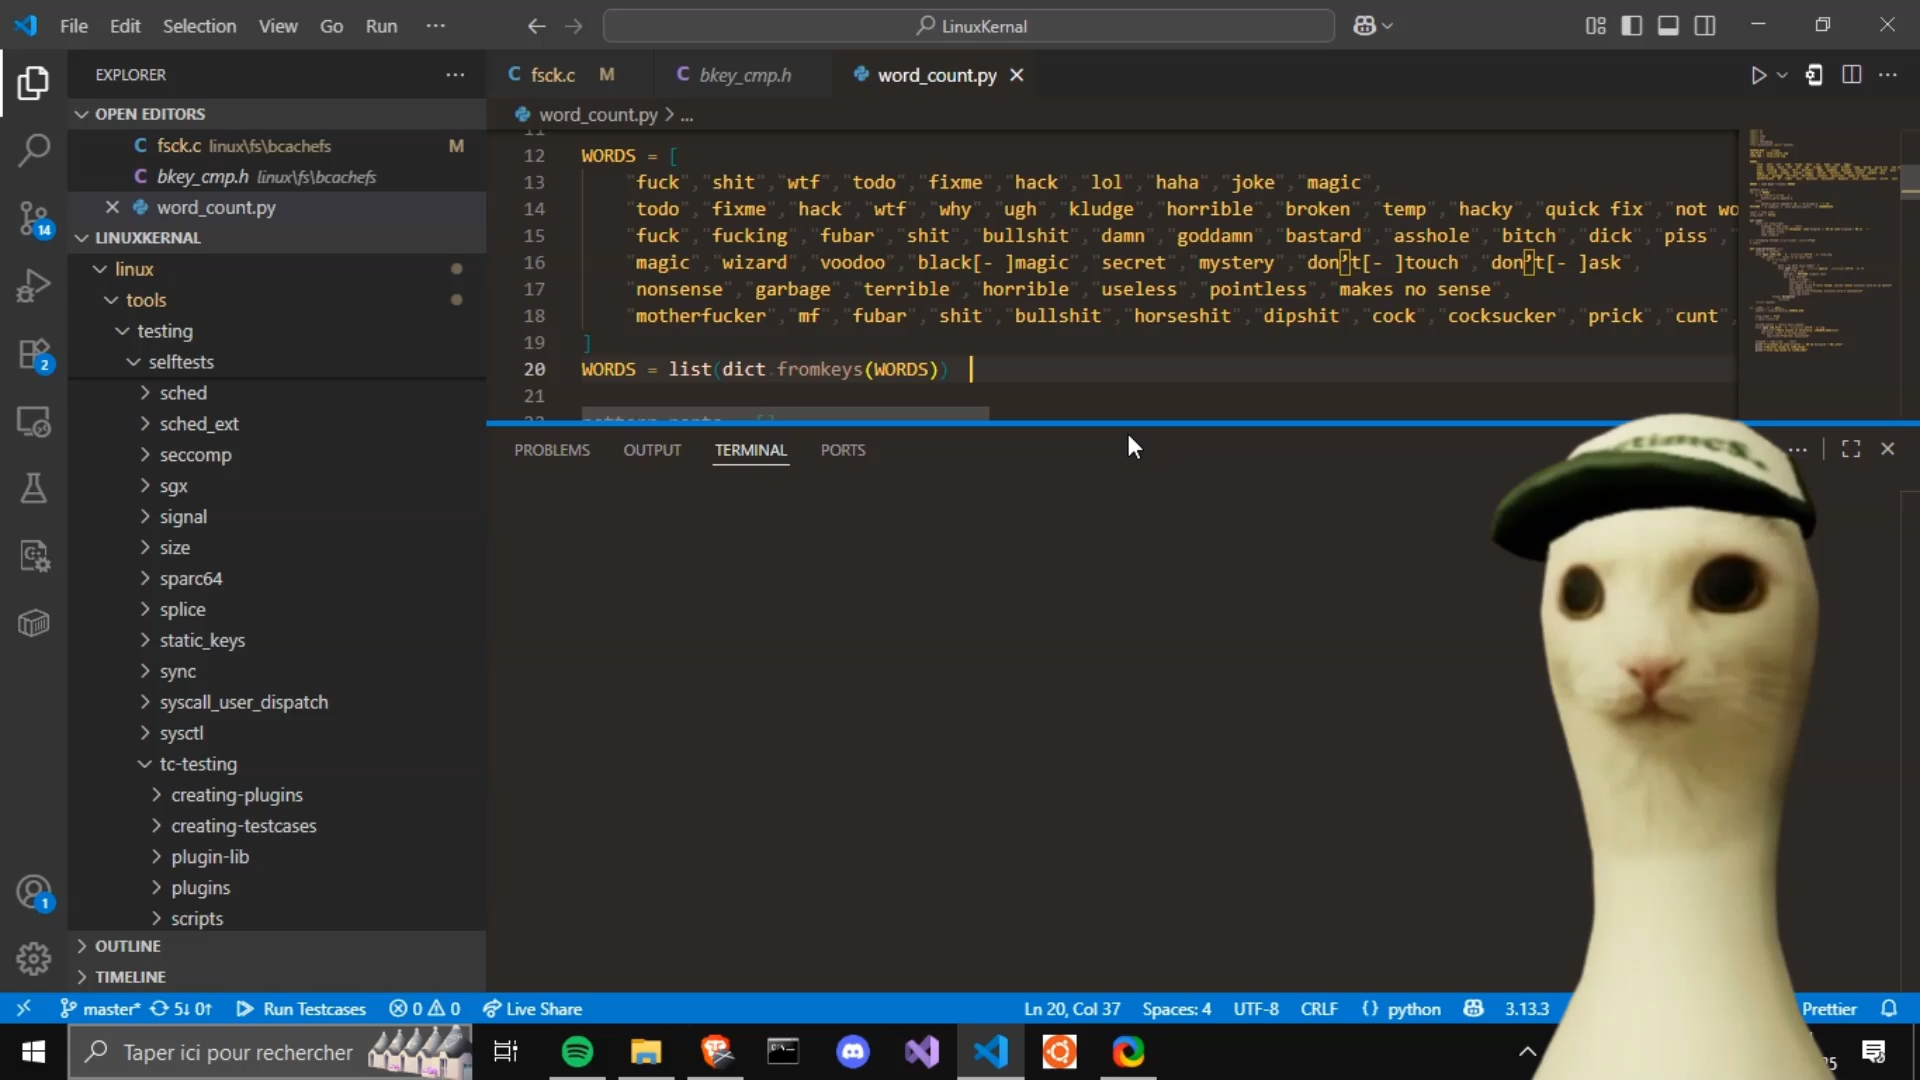 File Edit Selection View Go Run ··· LinuxKernal
EXPLORER ···
OPEN EDITORS
fsck.c linux\fs\bcachefs M
bkey_cmp.h linux\fs\bcachefs
word_count.py
LINUXKERNAL
linux
tools
testing
selftests
sched
sched_ext
seccomp
sgx
signal
size
sparc64
splice
static_keys
sync
syscall_user_dispatch
sysctl
tc-testing
creating-plugins
creating-testcases
plugin-lib
plugins
scripts
OUTLINE
TIMELINE
14
2
1
C fsck.c M C bkey_cmp.h word_count.py
word_count.py > ...
11
12 WORDS = [
13 "fuck","shit","wtf","todo","fixme","hack","lol","haha","joke","magic",
14 "todo","fixme","hack","wtf","why","ugh","kludge","horrible","broken","temp","hacky","quick fix","not wo
15 "fuck","fucking","fubar","shit","bullshit","damn","goddamn","bastard","asshole","bitch","dick","piss","
16 "magic","wizard","voodoo","black[- ]magic","secret","mystery","don’t[- ]touch","don’t[- ]ask",
17 "nonsense","garbage","terrible","horrible","useless","pointless","makes no sense",
18 "motherfucker","mf","fubar","shit","bullshit","horseshit","dipshit","cock","cocksucker","prick","cunt",
19 ]
20 WORDS = list(dict.fromkeys(WORDS))
21
22 pattern_parts = []
PROBLEMS OUTPUT TERMINAL PORTS
master* 5↓ 0↑ Run Testcases 0 0 Live Share Ln 20, Col 37 Spaces: 4 UTF-8 CRLF {} python 3.13.3 Prettier
Taper ici pour rechercher